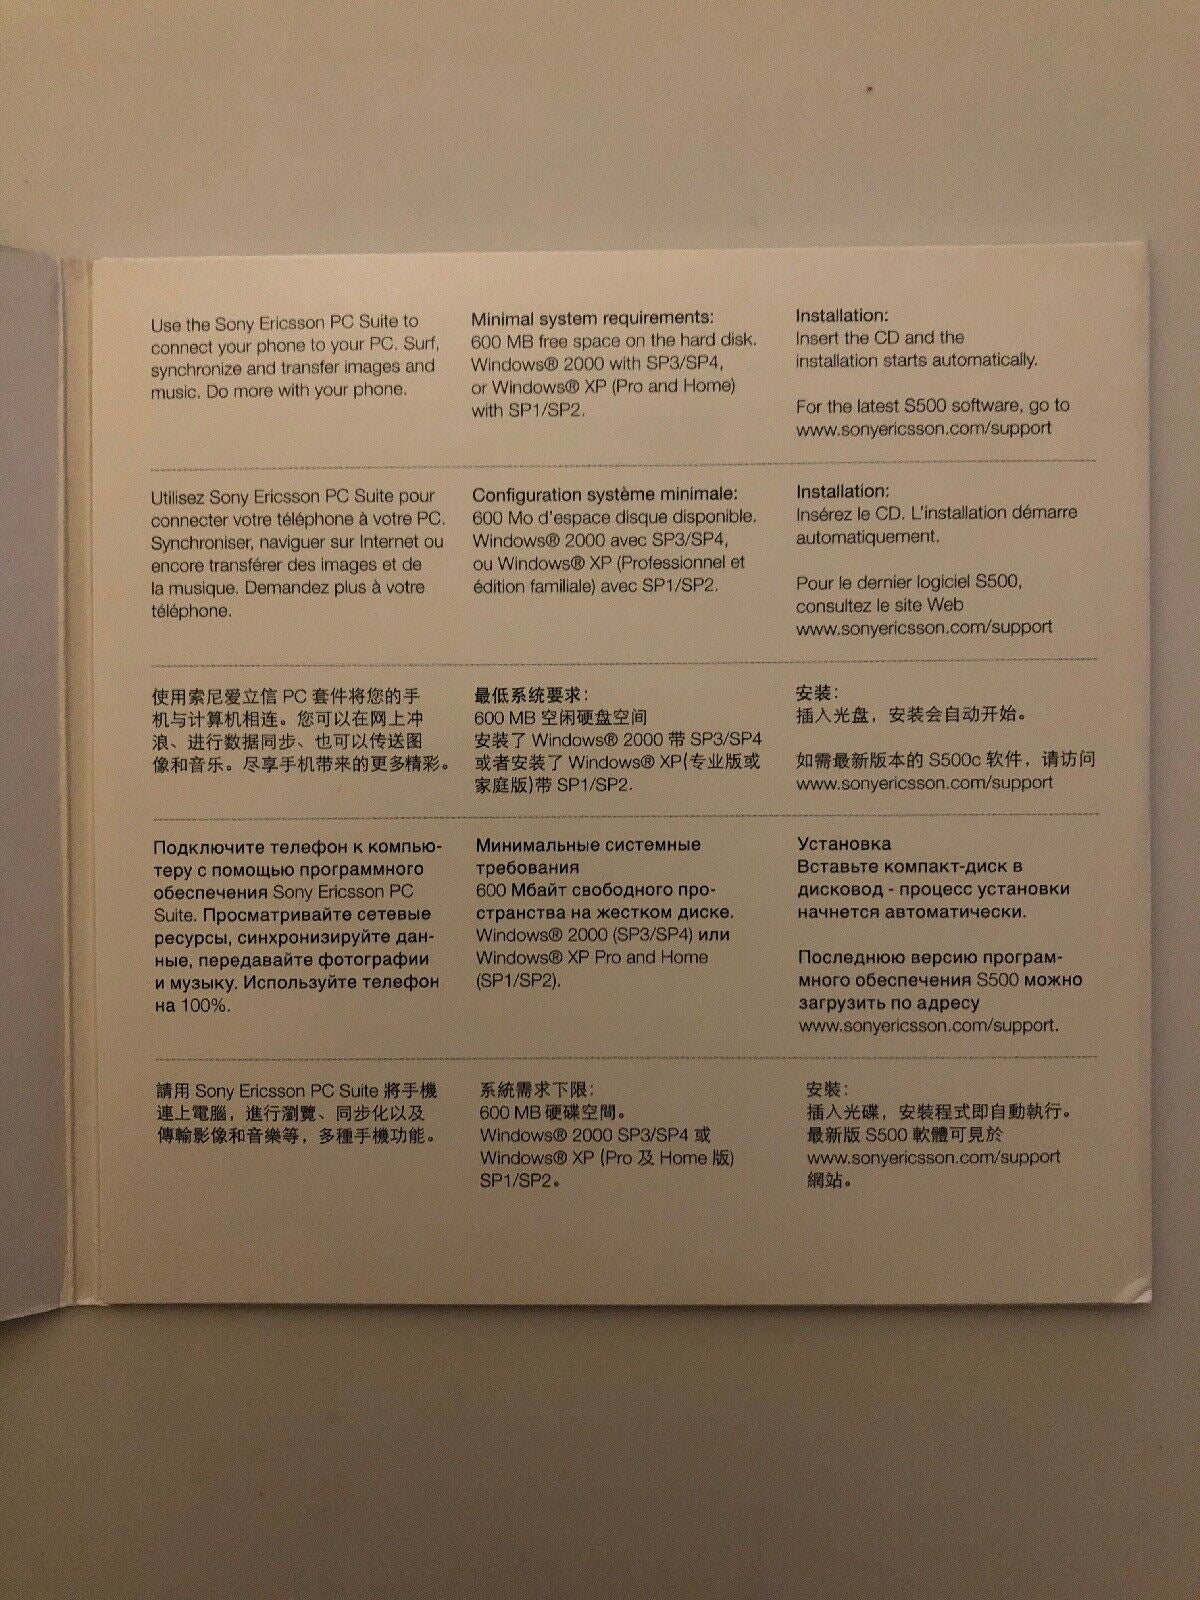 Use the Sony Ericsson PC Suite to
connect your phone to your PC. Surf,
synchronize and transfer images and
music. Do more with your phone.
Minimal system requirements:
600 MB free space on the hard disk.
Windows® 2000 with SP3/SP4,
or Windows® XP (Pro and Home)
with SP1/SP2.
Installation:
Insert the CD and the
installation starts automatically.
For the latest S500 software, go to
www.sonyericsson.com/support
Utilisez Sony Ericsson PC Suite pour
connecter votre téléphone à votre PC.
Synchroniser, naviguer sur Internet ou
encore transférer des images et de
la musique. Demandez plus à votre
téléphone.
Configuration système minimale:
600 Mo d'espace disque disponible.
Windows® 2000 avec SP3/SP4,
ou Windows® XP (Professionnel et
édition familiale) avec SP1/SP2.
Installation:
Insérez le CD. L'installation démarre
automatiquement.
Pour le dernier logiciel S500,
consultez le site Web
www.sonyericsson.com/support
使用索尼爱立信 PC 套件将您的手
机与计算机相连。您可以在网上冲
浪、进行数据同步、也可以传送图
像和音乐。尽享手机带来的更多精彩。
最低系统要求：
600 MB 空闲硬盘空间
安装了 Windows® 2000 带 SP3/SP4
或者安装了 Windows® XP(专业版或
家庭版)带 SP1/SP2.
安装：
插入光盘，安装会自动开始。
如需最新版本的 S500c 软件，请访问
www.sonyericsson.com/support
Подключите телефон к компью-
теру с помощью программного
обеспечения Sony Ericsson PC
Suite. Просматривайте сетевые
ресурсы, синхронизируйте дан-
ные, передавайте фотографии
и музыку. Используйте телефон
на 100%.
Минимальные системные
требования
600 Мбайт свободного про-
странства на жестком диске.
Windows® 2000 (SP3/SP4) или
Windows® XP Pro and Home
(SP1/SP2).
Установка
Вставьте компакт-диск в
дисковод - процесс установки
начнется автоматически.
Последнюю версию програм-
много обеспечения S500 можно
загрузить по адресу
www.sonyericsson.com/support.
請用 Sony Ericsson PC Suite 將手機
連上電腦，進行瀏覽、同步化以及
傳輸影像和音樂等，多種手機功能。
系統需求下限：
600 MB 硬碟空間。
Windows® 2000 SP3/SP4 或
Windows® XP (Pro 及 Home 版)
SP1/SP2。
安裝：
插入光碟，安裝程式即自動執行。
最新版 S500 軟體可見於
www.sonyericsson.com/support
網站。